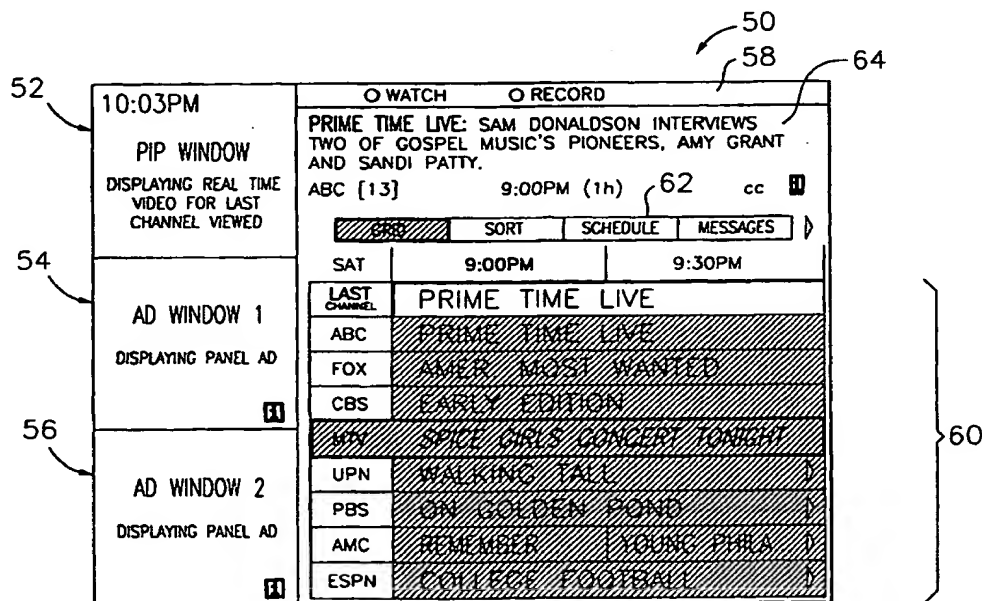 50
52
58
64
10:03PM
PIP WINDOW
DISPLAYING REAL TIME
VIDEO FOR LAST
CHANNEL VIEWED
54
AD WINDOW 1
DISPLAYING PANEL AD
56
AD WINDOW 2
DISPLAYING PANEL AD
WATCH RECORD
PRIME TIME LIVE: SAM DONALDSON INTERVIEWS
TWO OF GOSPEL MUSIC'S PIONEERS, AMY GRANT
AND SANDI PATTY.
ABC [13] 9:00PM (1h) 62 cc
GRID SORT SCHEDULE MESSAGES
SAT 9:00PM 9:30PM
LAST CHANNEL PRIME TIME LIVE
ABC PRIME TIME LIVE
FOX AMER. MOST WANTED
CBS EARLY EDITION
MTV SPICE GIRLS CONCERT TONIGHT
UPN WALKING TALL
PBS ON GOLDEN POND
AMC REMEMBER YOUNG PHILA
ESPN COLLEGE FOOTBALL
60